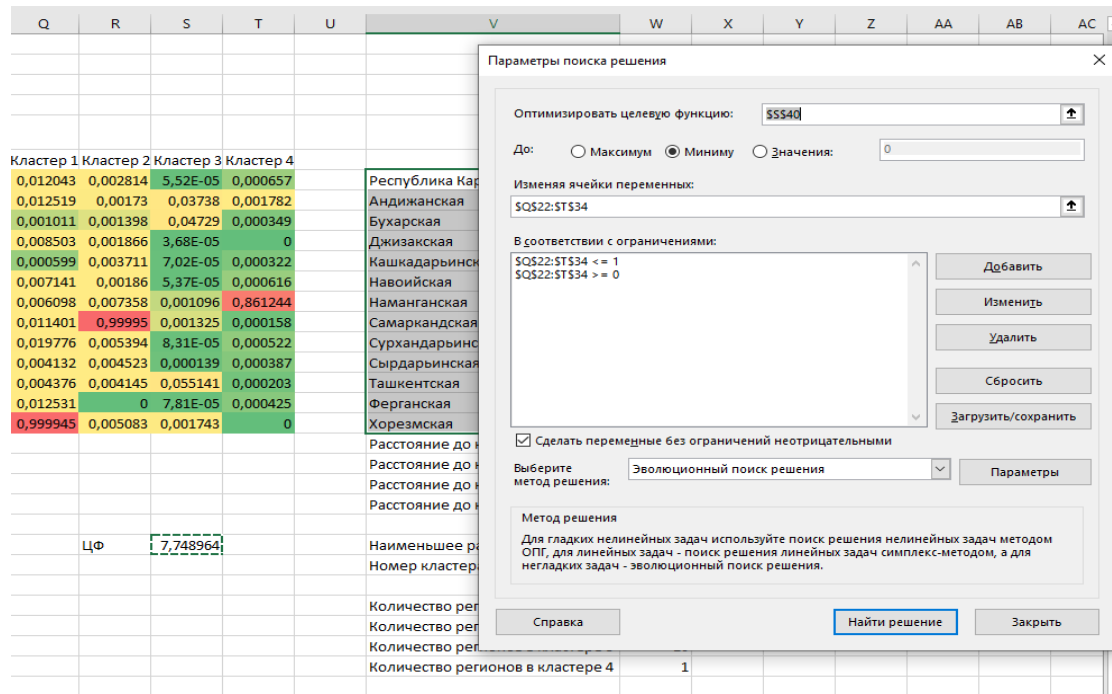 Q R S T U V W X Y Z AA AB AC
Параметры поиска решения
Оптимизировать целевую функцию: $S$40
До: Максимум Миниму Значения: 0
Изменяя ячейки переменных:
$Q$22:$T$34
В соответствии с ограничениями:
$Q$22:$T$34 <= 1
$Q$22:$T$34 >= 0
Добавить
Изменить
Удалить
Сбросить
Загрузить/сохранить
Сделать переменные без ограничений неотрицательными
Выберите
метод решения:
Эволюционный поиск решения
Параметры
Метод решения
Для гладких нелинейных задач используйте поиск решения нелинейных задач методом
ОПГ, для линейных задач - поиск решения линейных задач симплекс-методом, а для
негладких задач - эволюционный поиск решения.
Справка
Найти решение
Закрыть
Кластер 1 Кластер 2 Кластер 3 Кластер 4
0,012043 0,002814 5,52E-05 0,000657 Республика Кар
0,012519 0,00173 0,03738 0,001782 Андижанская
0,001011 0,001398 0,04729 0,000349 Бухарская
0,008503 0,001866 3,68E-05 0 Джизакская
0,000599 0,003711 7,02E-05 0,000322 Кашкадарьинск
0,007141 0,00186 5,37E-05 0,000616 Навоийская
0,006098 0,007358 0,001096 0,861244 Наманганская
0,011401 0,99995 0,001325 0,000158 Самаркандская
0,019776 0,005394 8,31E-05 0,000522 Сурхандарьинс
0,004132 0,004523 0,000139 0,000387 Сырдарьинская
0,004376 0,004145 0,055141 0,000203 Ташкентская
0,012531 0 7,81E-05 0,000425 Ферганская
0,999945 0,005083 0,001743 0 Хорезмская
Расстояние до
Расстояние до
Расстояние до
Расстояние до
ЦФ 7,748964 Наименьшее ра
Номер кластера
Количество рег
Количество рег
Количество
Количество регионов в кластере 4 1